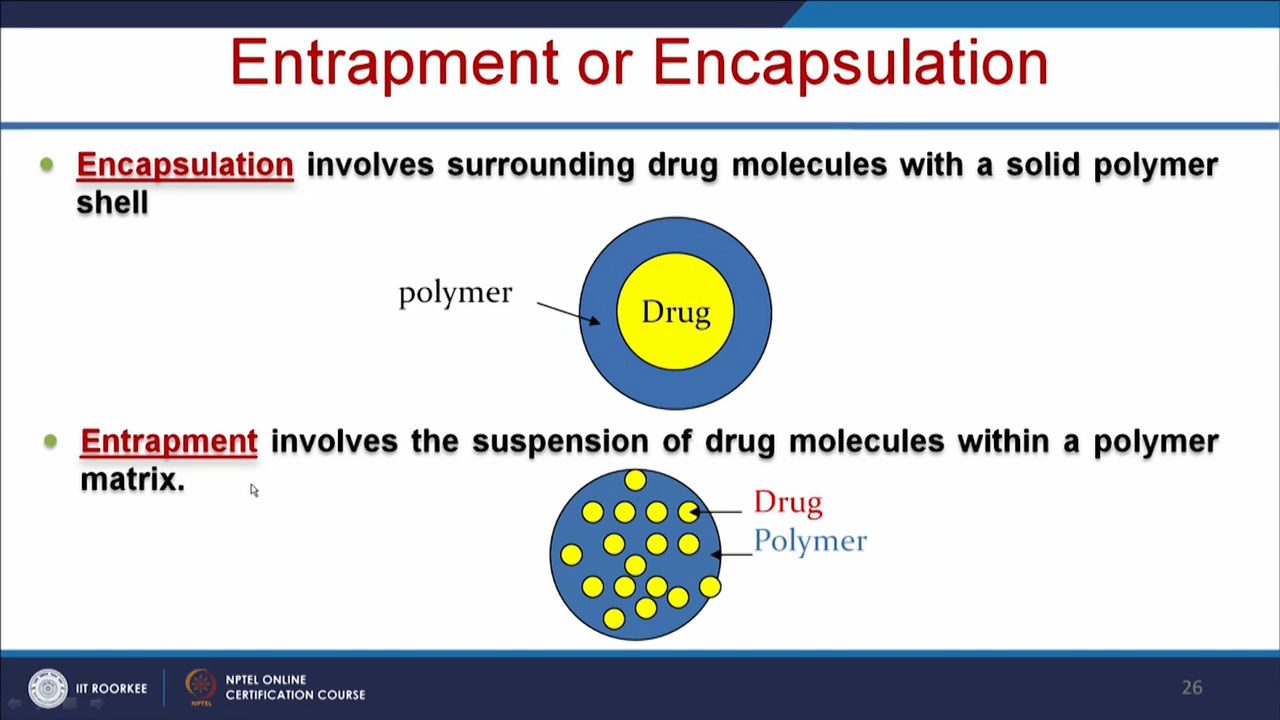 Entrapment or Encapsulation
Encapsulation involves surrounding drug molecules with a solid polymer
shell
polymer
Drug
Entrapment involves the suspension of drug molecules within a polymer
matrix.
Drug
Polymer
IIT ROORKEE
NPTEL
NPTEL ONLINE
CERTIFICATION COURSE
26